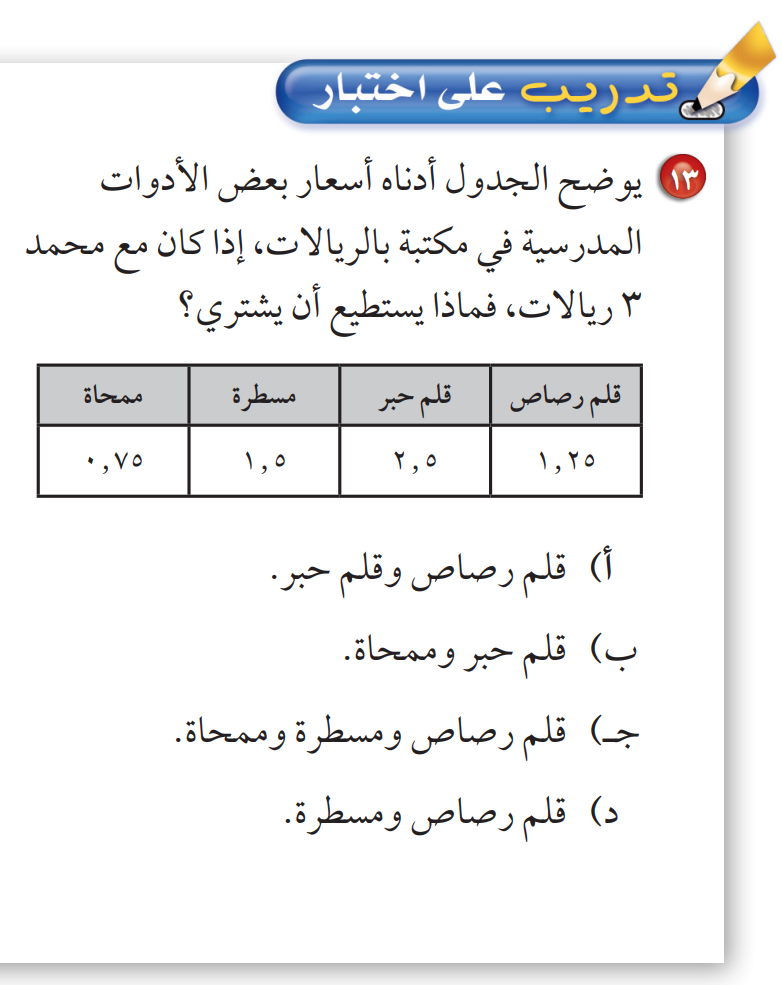 تدريب على اختبار
١٣ يوضح الجدول أدناه أسعار بعض الأدوات
المدرسية في مكتبة بالريالات، إذا كان مع محمد
٣ ريالات، فماذا يستطيع أن يشتري؟
قلم رصاص قلم حبر مسطرة ممحاة
١,٢٥ ٢,٥ ١,٥ ٠,٧٥
أ) قلم رصاص وقلم حبر.
ب) قلم حبر وممحاة.
جـ) قلم رصاص ومسطرة وممحاة.
د) قلم رصاص ومسطرة.